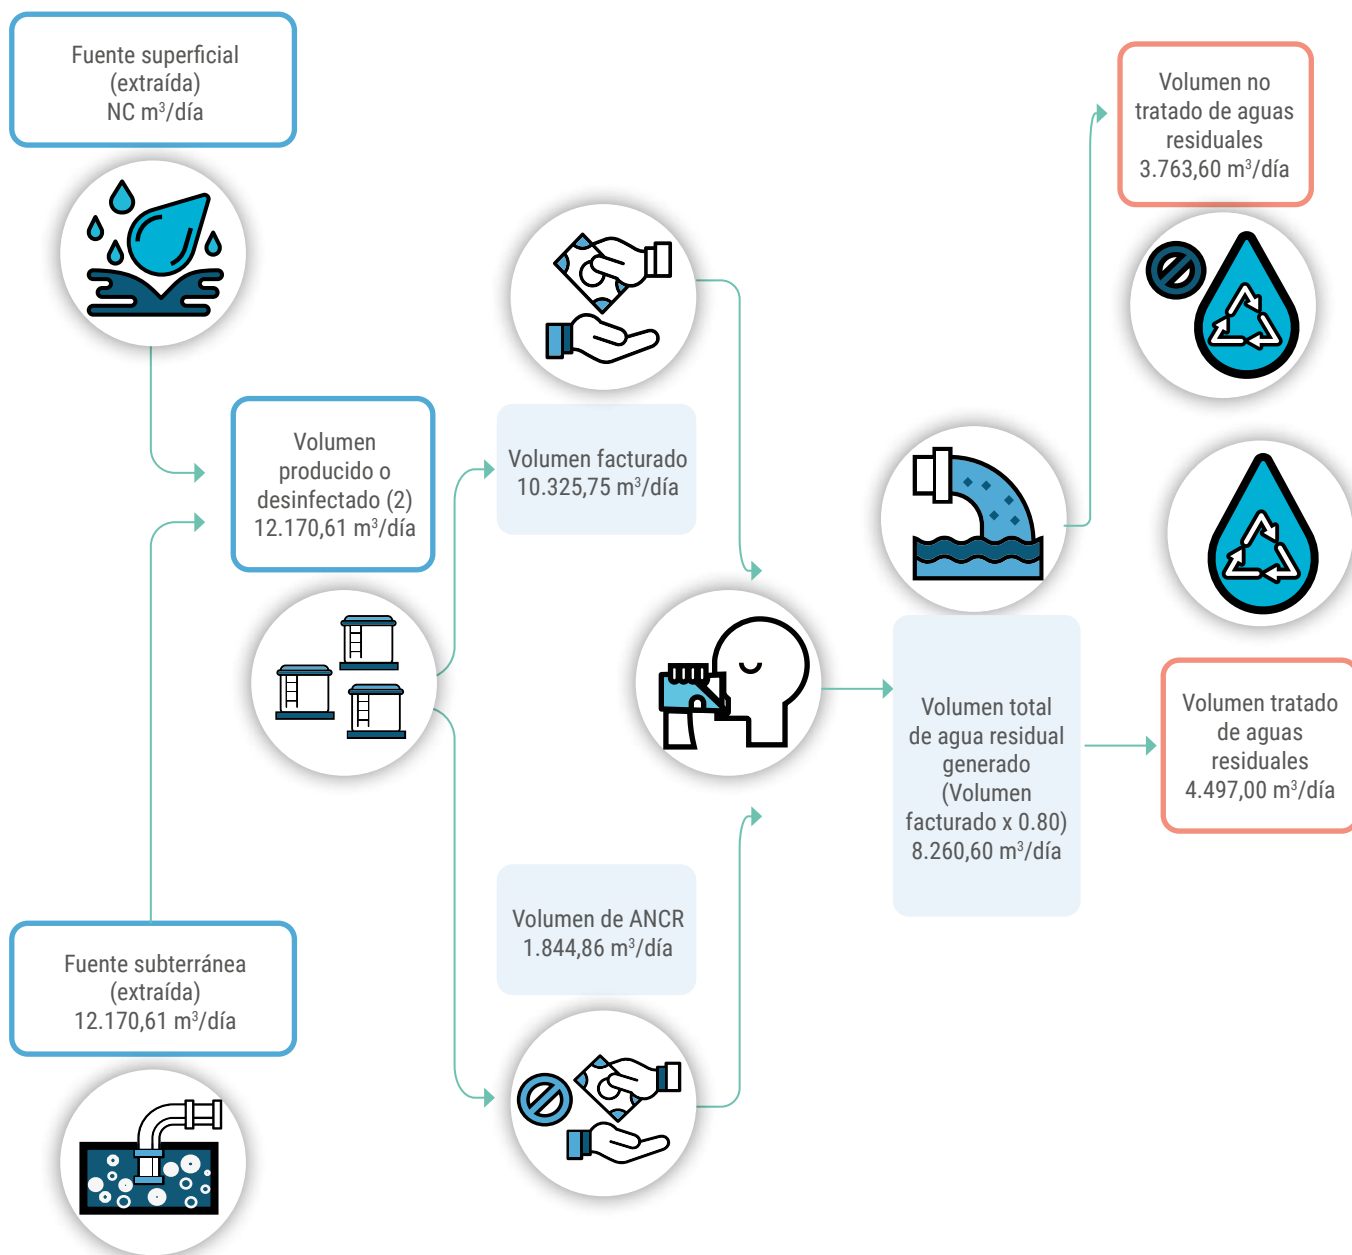 Fuente superficial
(extraída)
NC m³/día
Volumen no
tratado de aguas
residuales
3.763,60 m³/día
Volumen
producido o
desinfectado (2)
12.170,61 m³/día
Volumen facturado
10.325,75 m³/día
Volumen total
de agua residual
generado
(Volumen
facturado x 0.80)
8.260,60 m³/día
Volumen tratado
de aguas
residuales
4.497,00 m³/día
Volumen de ANCR
1.844,86 m³/día
Fuente subterránea
(extraída)
12.170,61 m³/día